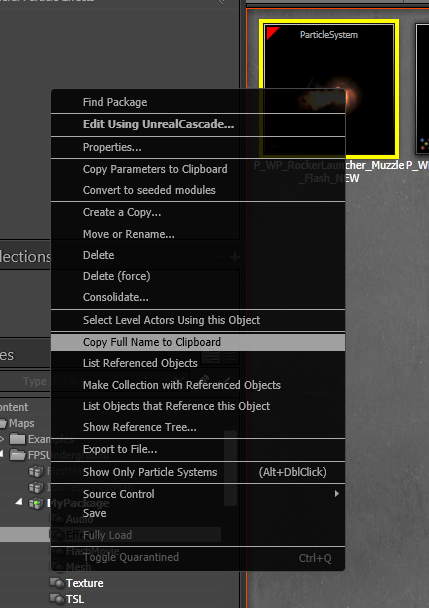 ParticleSystem
Find Package
Edit Using UnrealCascade...
Properties...
P_WP_RockerLauncher_Muzzle
_Flash_NEW
P_W
Copy Parameters to Clipboard
Convert to seeded modules
Create a Copy...
Move or Rename...
Delete
Delete (force)
Consolidate...
Select Level Actors Using this Object
Copy Full Name to Clipboard
List Referenced Objects
Make Collection with Referenced Objects
List Objects that Reference this Object
Show Reference Tree...
Export to File...
Show Only Particle Systems (Alt+DblClick)
Source Control
Save
Fully Load
Toggle Quarantined Ctrl+Q
llections
es
Type
ontent
Maps
Examples
FPSUnderground
MyPackage
Audio
FlashMovie
Mesh
Texture
TSL